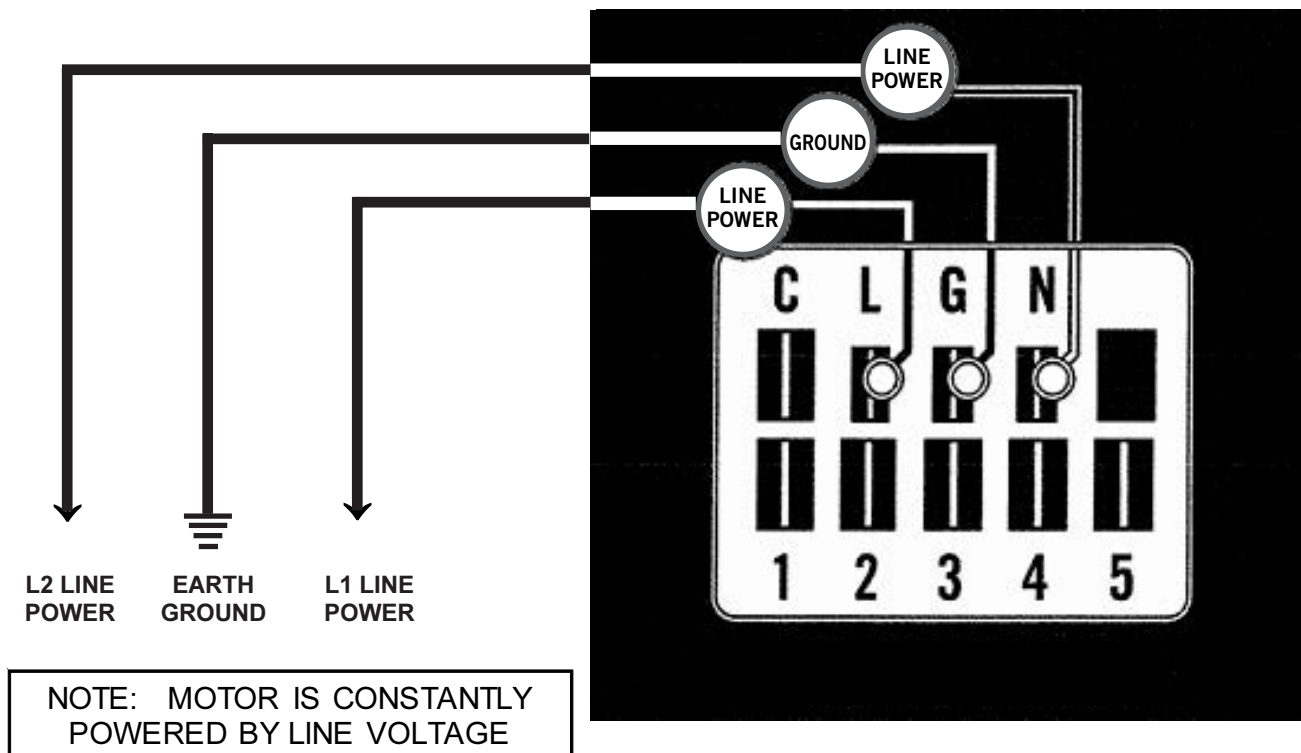 LINE
POWER
GROUND
LINE
POWER
C L G N
1 2 3 4 5
L2 LINE
POWER
EARTH
GROUND
L1 LINE
POWER
NOTE: MOTOR IS CONSTANTLY
POWERED BY LINE VOLTAGE